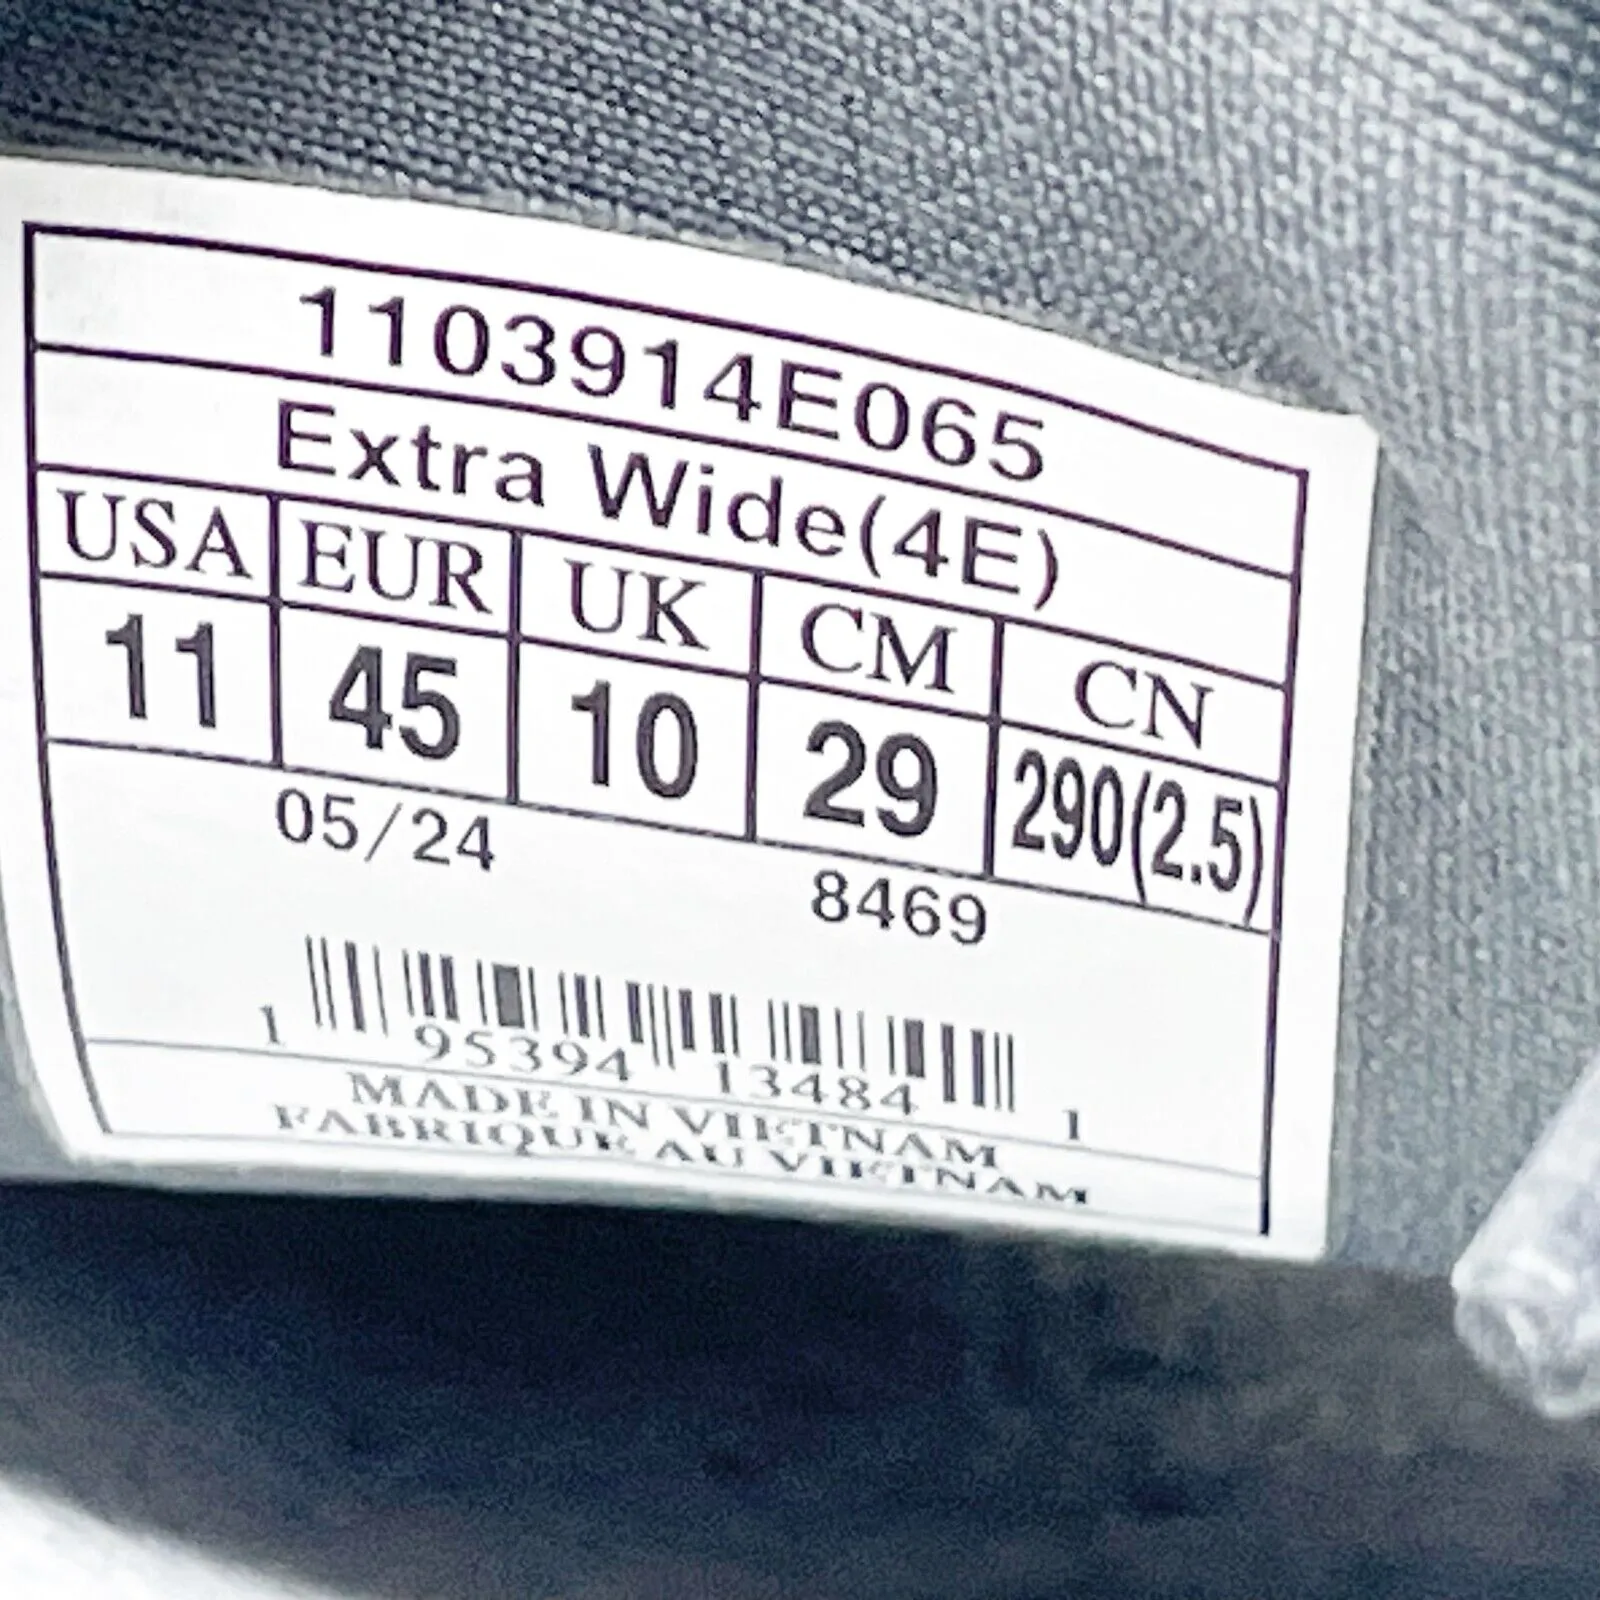 1103914E065
Extra Wide(4E)
USA EUR UK CM CN
11 45 10 29 290(2.5)
05/24 8469
1 95394 13484 1
MADE IN VIETNAM
FABRIQUE AU VIETNAM